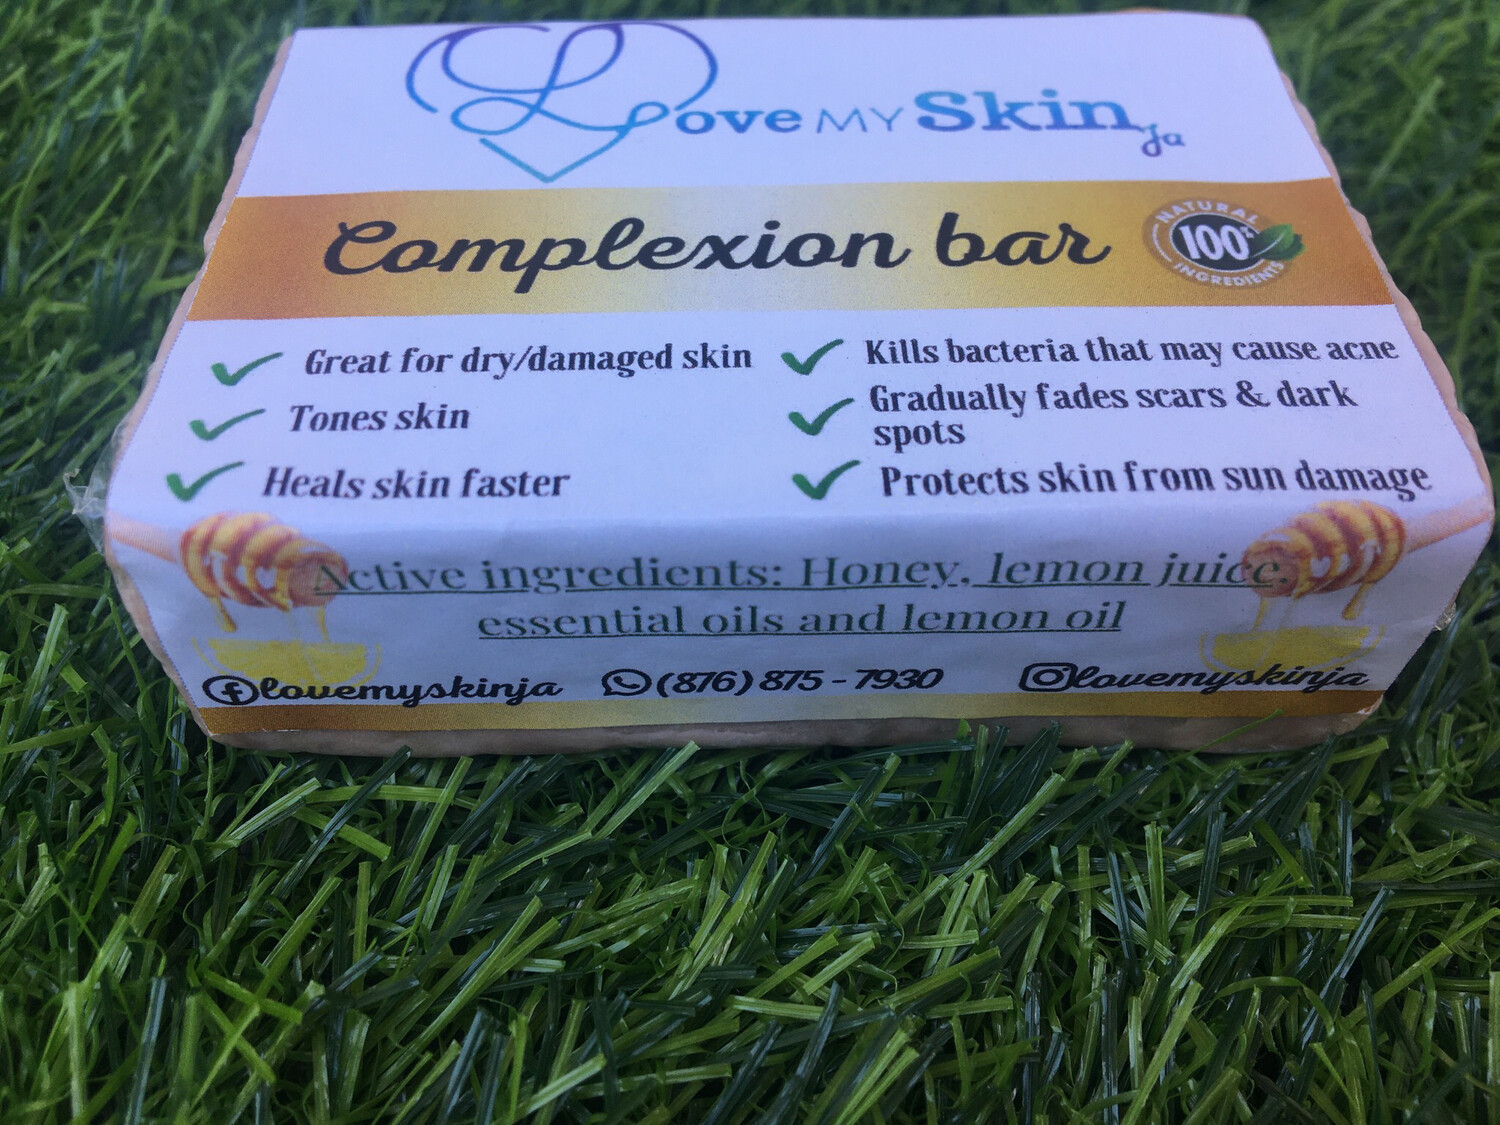 Love MY Skin Ja
Complexion bar
NATURAL
100%
INGREDIENTS
Great for dry/damaged skin
Tones skin
Heals skin faster
Kills bacteria that may cause acne
Gradually fades scars & dark
spots
Protects skin from sun damage
Active ingredients: Honey, lemon juice,
essential oils and lemon oil
lovemyskinja (876) 875 - 7930 lovemyskinja